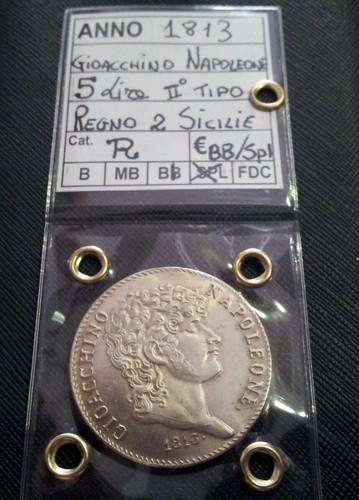 ANNO 1813
GIOACCHINO NAPOLEONE
5 Lire II° TIPO
REGNO 2 SICILIE
Cat. R € BB/Spl
B MB BB SPL FDC
GIOACCHINO NAPOLEONE.
1813.